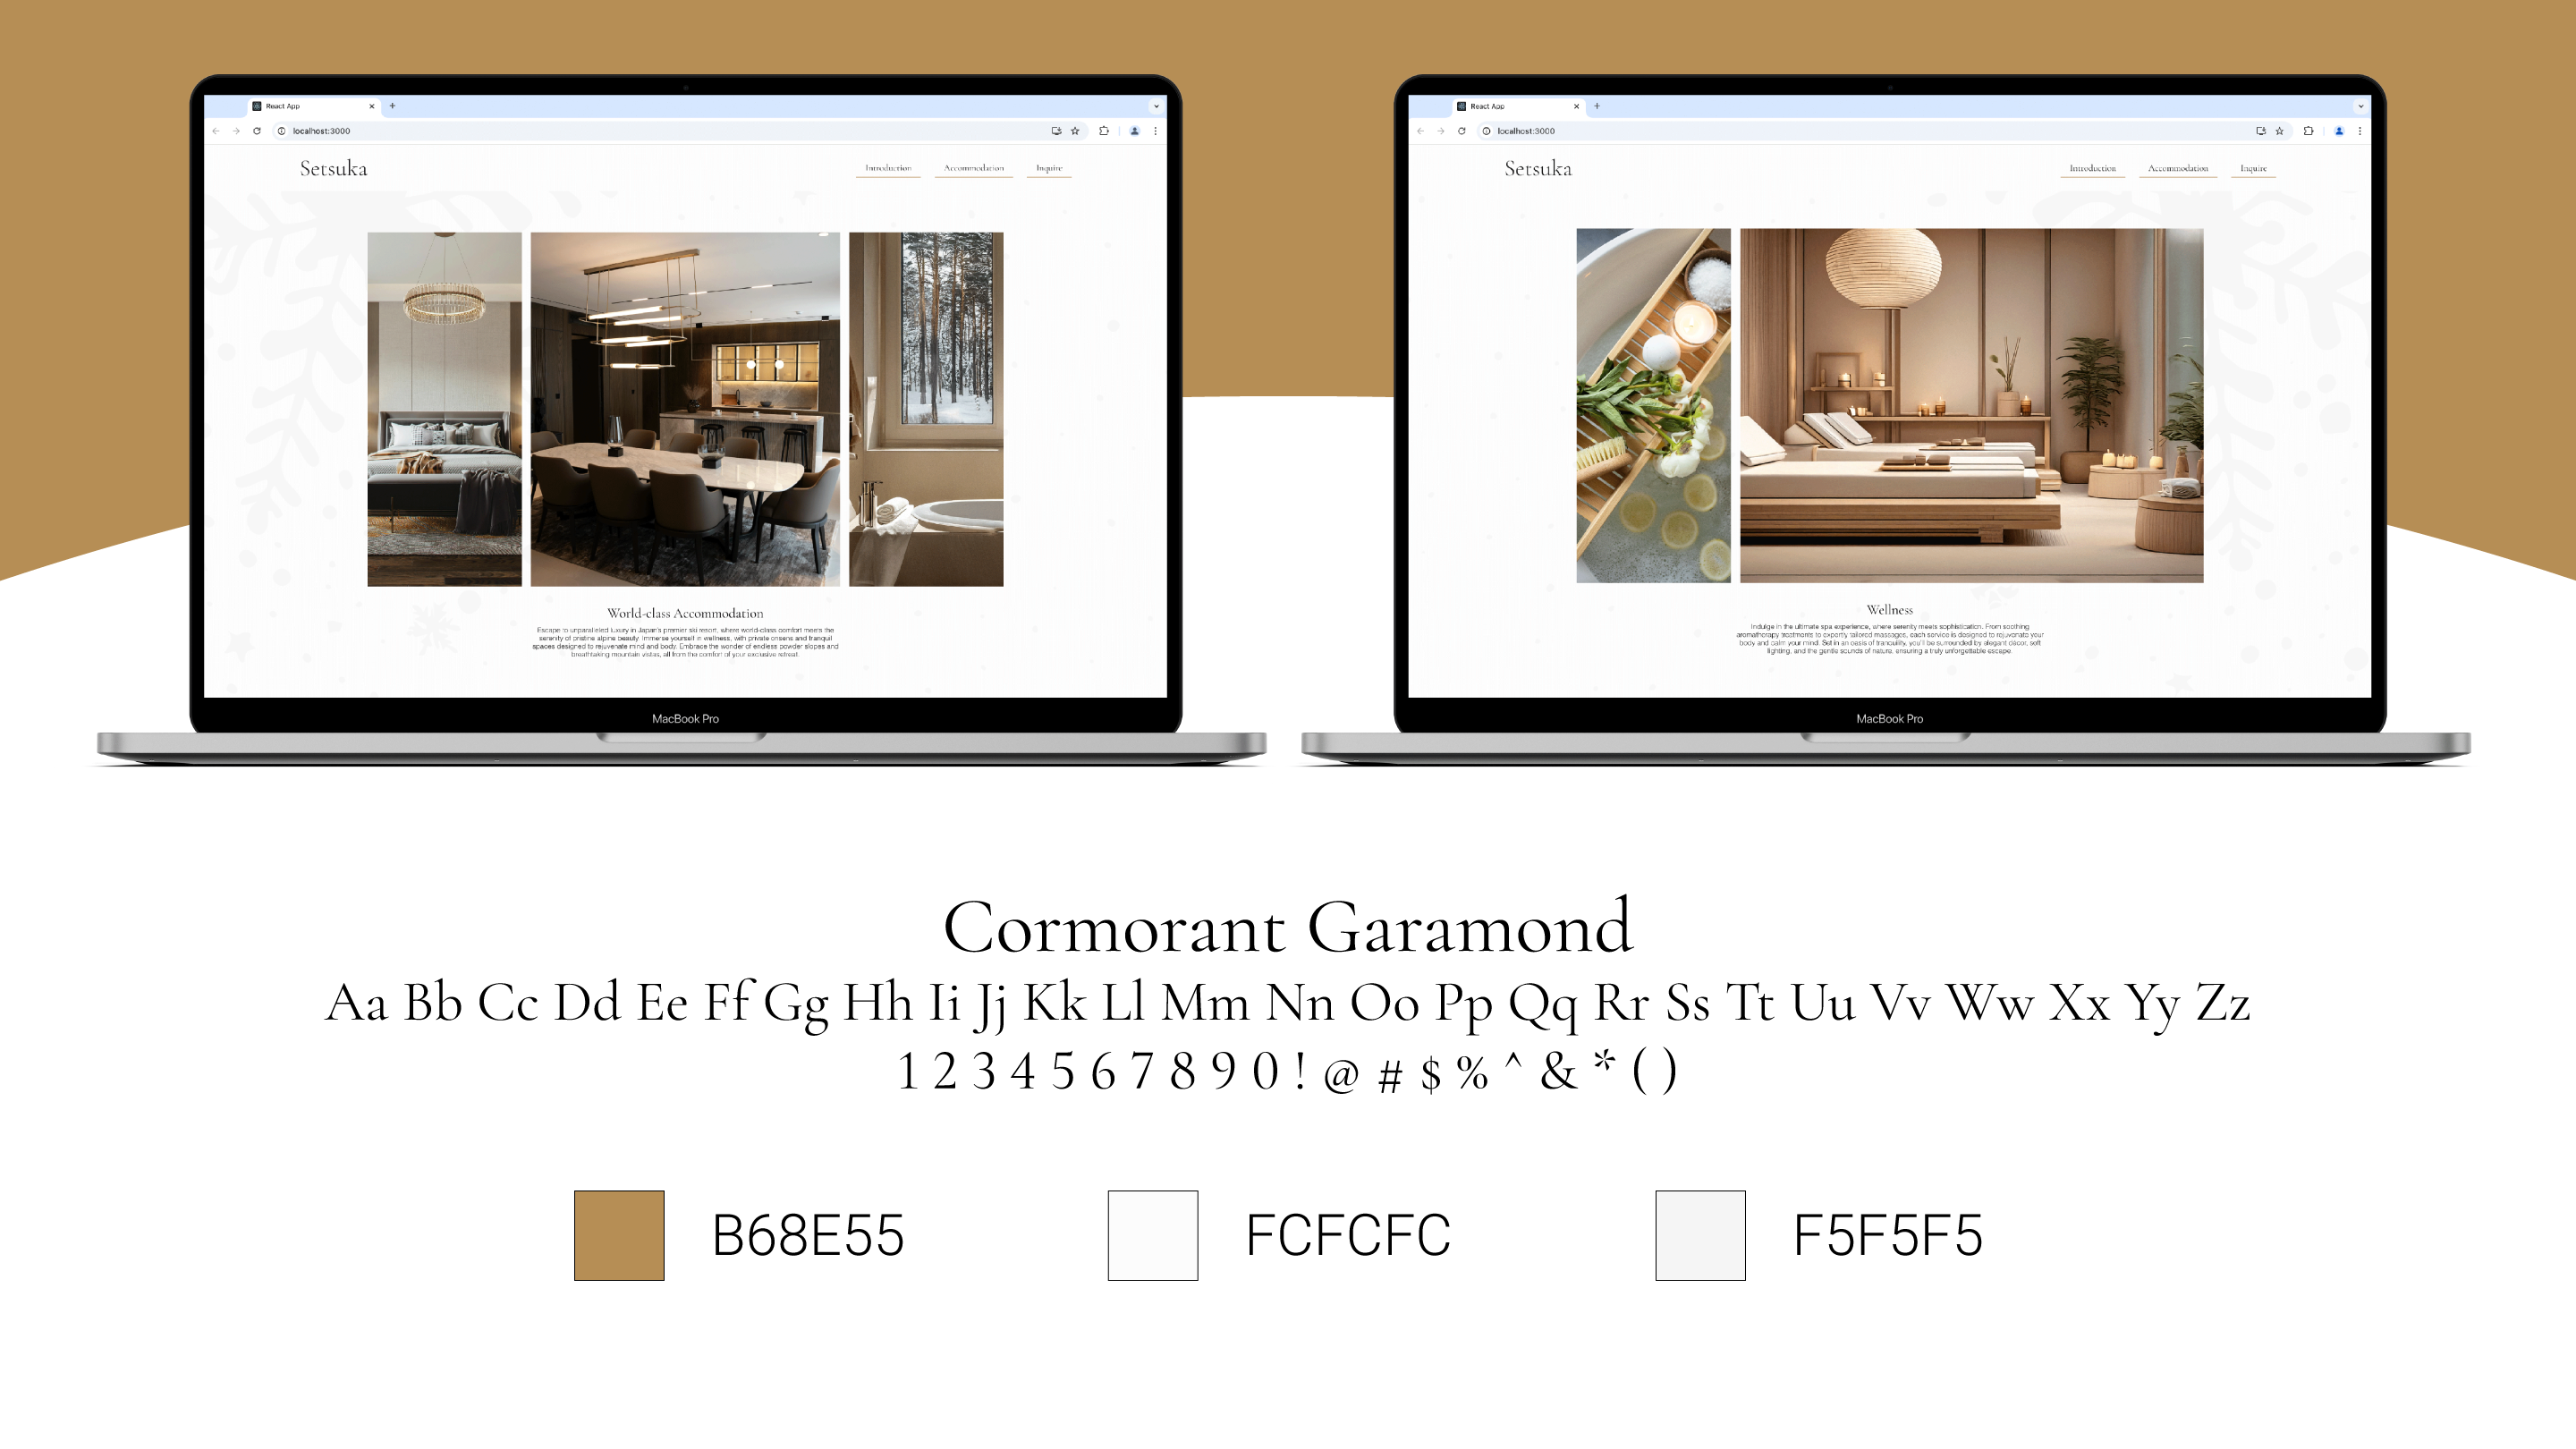 React App
localhost:3000
Setsuka
Introduction Accommodation Inquire
World-class Accommodation
Escape to unparalleled luxury in Japan's premier ski resort, where world-class comfort meets the
serenity of pristine alpine beauty. Immerse yourself in wellness, with private onsens and tranquil
spaces designed to rejuvenate mind and body. Embrace the wonder of endless powder slopes and
breathtaking mountain vistas, all from the comfort of your exclusive retreat.
MacBook Pro
React App
localhost:3000
Setsuka
Introduction Accommodation Inquire
Wellness
Indulge in the ultimate spa experience, where serenity meets sophistication. From soothing
aromatherapy treatments to expertly tailored massages, each service is designed to rejuvenate your
body and calm your mind. Set in an oasis of tranquility, you'll be surrounded by elegant decor, soft
lighting, and the gentle sounds of nature, ensuring a truly unforgettable escape.
MacBook Pro
Cormorant Garamond
Aa Bb Cc Dd Ee Ff Gg Hh Ii Jj Kk Ll Mm Nn Oo Pp Qq Rr Ss Tt Uu Vv Ww Xx Yy Zz
1 2 3 4 5 6 7 8 9 0 ! @ # $ % ^ & * ( )
B68E55 FCFCFC F5F5F5